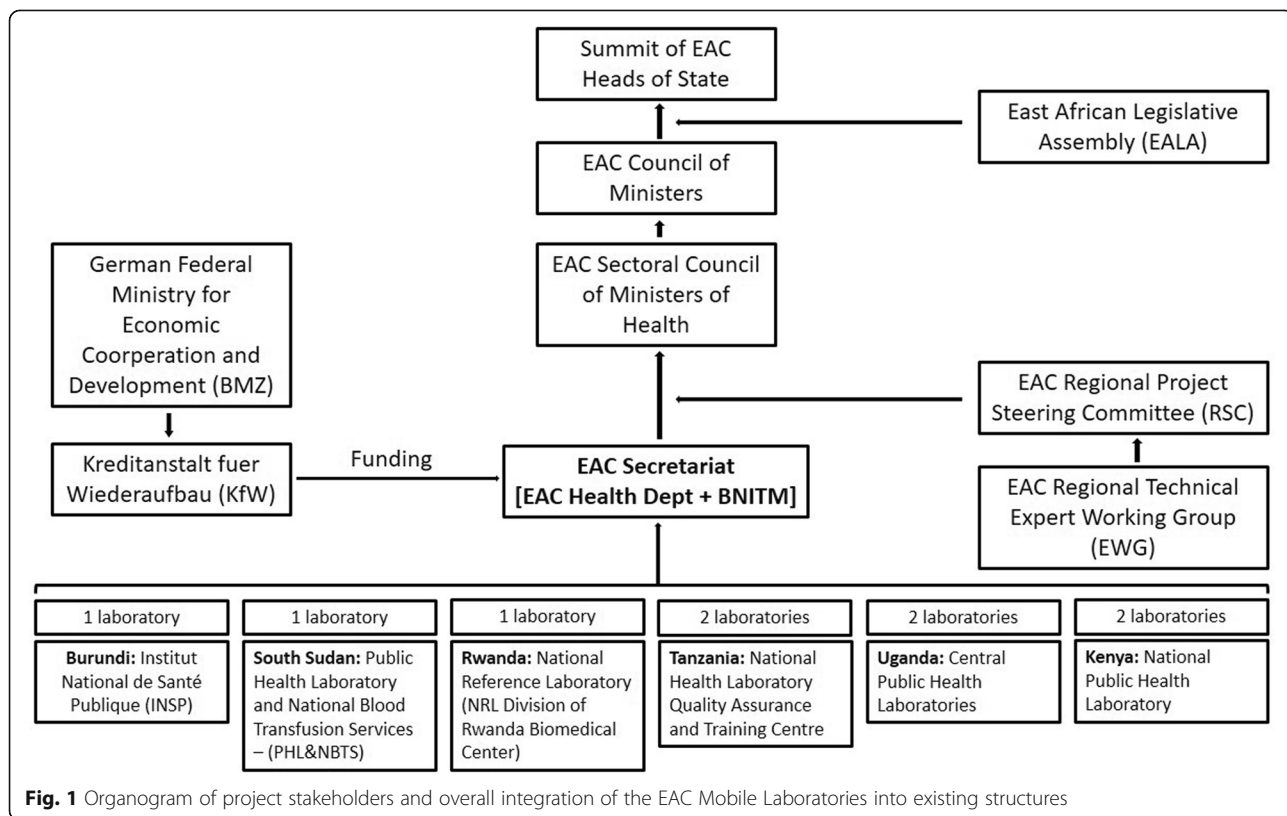 Summit of EAC
Heads of State
East African Legislative
Assembly (EALA)
EAC Council of
Ministers
German Federal
Ministry for
Economic
Coorperation and
Development (BMZ)
EAC Sectoral Council
of Ministers of
Health
EAC Regional Project
Steering Committee (RSC)
Kreditanstalt fuer
Wiederaufbau (KfW)
Funding
EAC Secretariat
[EAC Health Dept + BNITM]
EAC Regional Technical
Expert Working Group
(EWG)
1 laboratory
Burundi: Institut
National de Santé
Publique (INSP)
1 laboratory
South Sudan: Public
Health Laboratory
and National Blood
Transfusion Services
– (PHL&NBTS)
1 laboratory
Rwanda: National
Reference Laboratory
(NRL Division of
Rwanda Biomedical
Center)
2 laboratories
Tanzania: National
Health Laboratory
Quality Assurance
and Training Centre
2 laboratories
Uganda: Central
Public Health
Laboratories
2 laboratories
Kenya: National
Public Health
Laboratory
Fig. 1 Organogram of project stakeholders and overall integration of the EAC Mobile Laboratories into existing structures